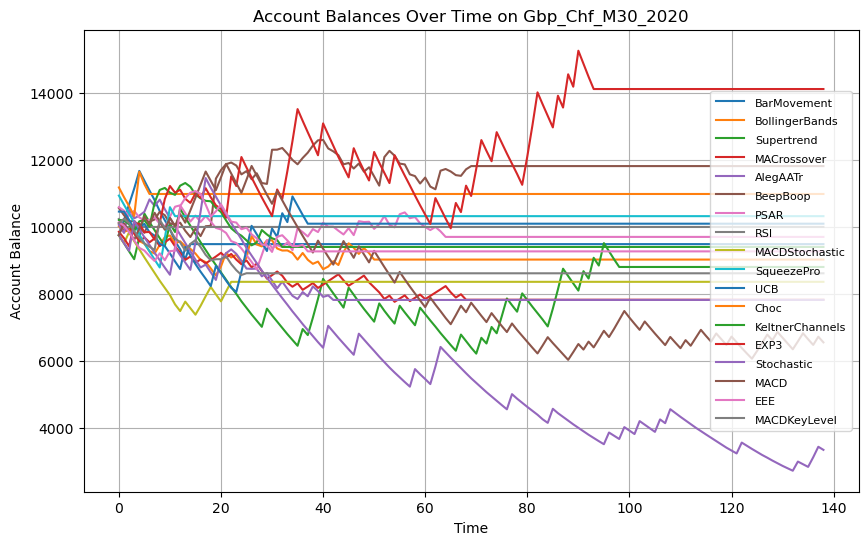 Account Balances Over Time on Gbp_Chf_M30_2020
14000
12000
10000
8000
6000
4000
Account Balance
0
20
40
60
80
100
120
140
Time
BarMovement
BollingerBands
Supertrend
MACrossover
AlegAATr
BeepBoop
PSAR
RSI
MACDStochastic
SqueezePro
UCB
Choc
KeltnerChannels
EXP3
Stochastic
MACD
EEE
MACDKeyLevel